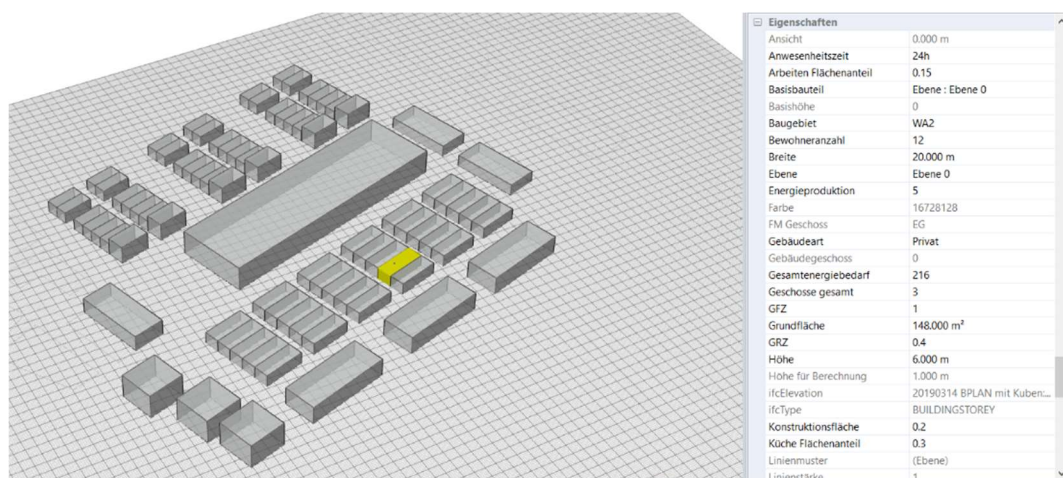 Eigenschaften
Ansicht 0.000 m
Anwesenheitszeit 24h
Arbeiten Flächenanteil 0.15
Basisbauteil Ebene : Ebene 0
Basishöhe 0
Baugebiet WA2
Bewohneranzahl 12
Breite 20.000 m
Ebene Ebene 0
Energieproduktion 5
Farbe 16728128
FM Geschoss EG
Gebäudeart Privat
Gebäudegeschoss 0
Gesamtenergiebedarf 216
Geschosse gesamt 3
GFZ 1
Grundfläche 148.000 m²
GRZ 0.4
Höhe 6.000 m
Höhe für Berechnung 1.000 m
ifcElevation 20190314 BPLAN mit Kuben:...
ifcType BUILDINGSTOREY
Konstruktionsfläche 0.2
Küche Flächenanteil 0.3
Linienmuster (Ebene)
Linienstärke 1